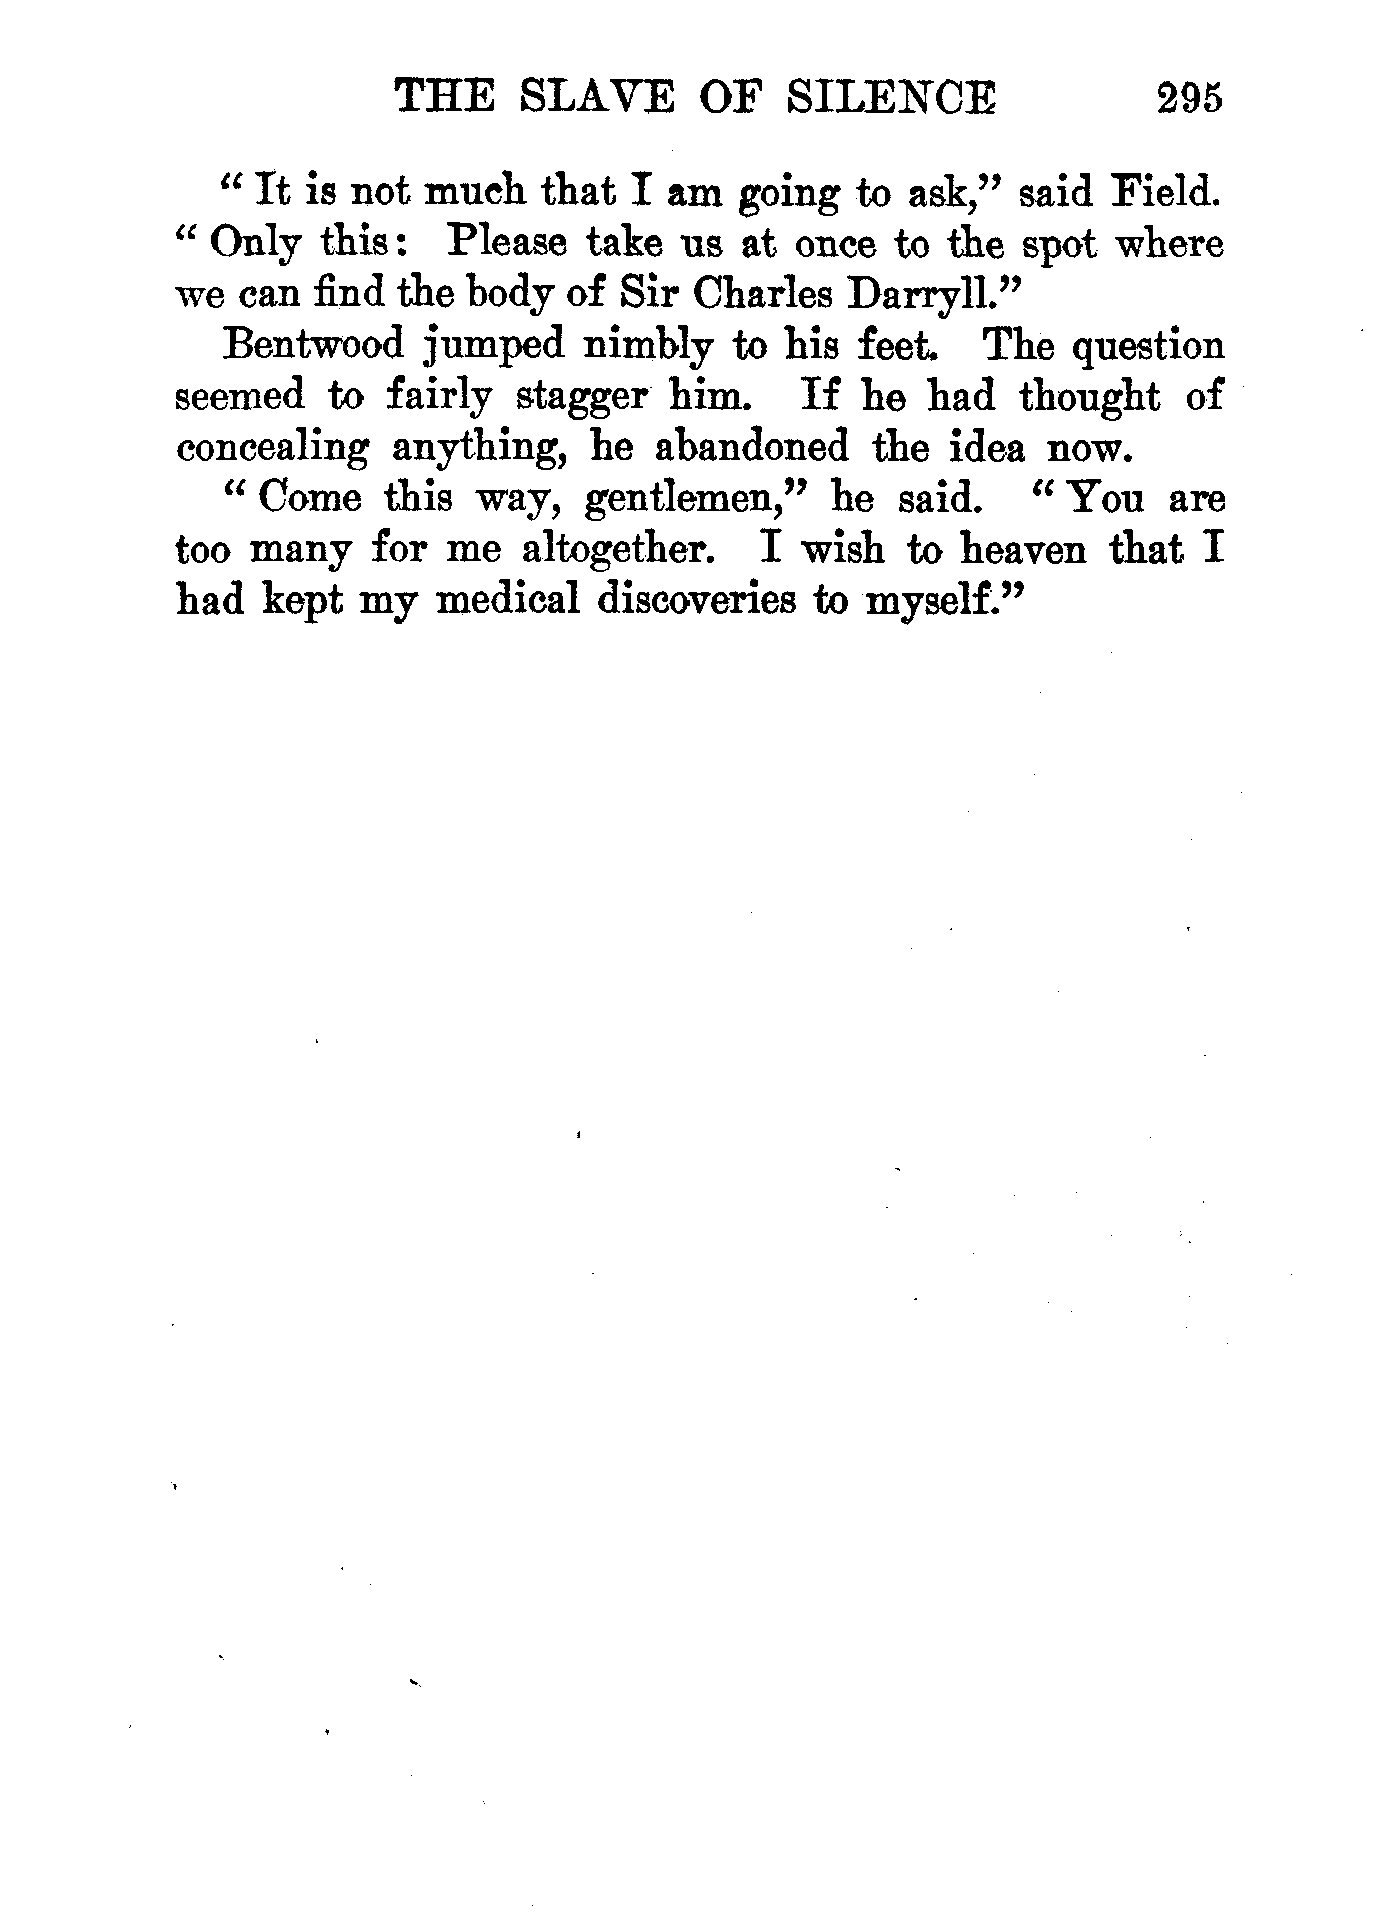 THE SLAVE OF SILENCE 295
“ It is not much that I am going to ask,” said Field.
“ Only this: Please take us at once to the spot where
we can find the body of Sir Charles Darryll.”
Bentwood jumped nimbly to his feet. The question
seemed to fairly stagger him. If he had thought of
concealing anything, he abandoned the idea now.
“ Come this way, gentlemen,” he said. “ You are
too many for me altogether. I wish to heaven that I
had kept my medical discoveries to myself.”